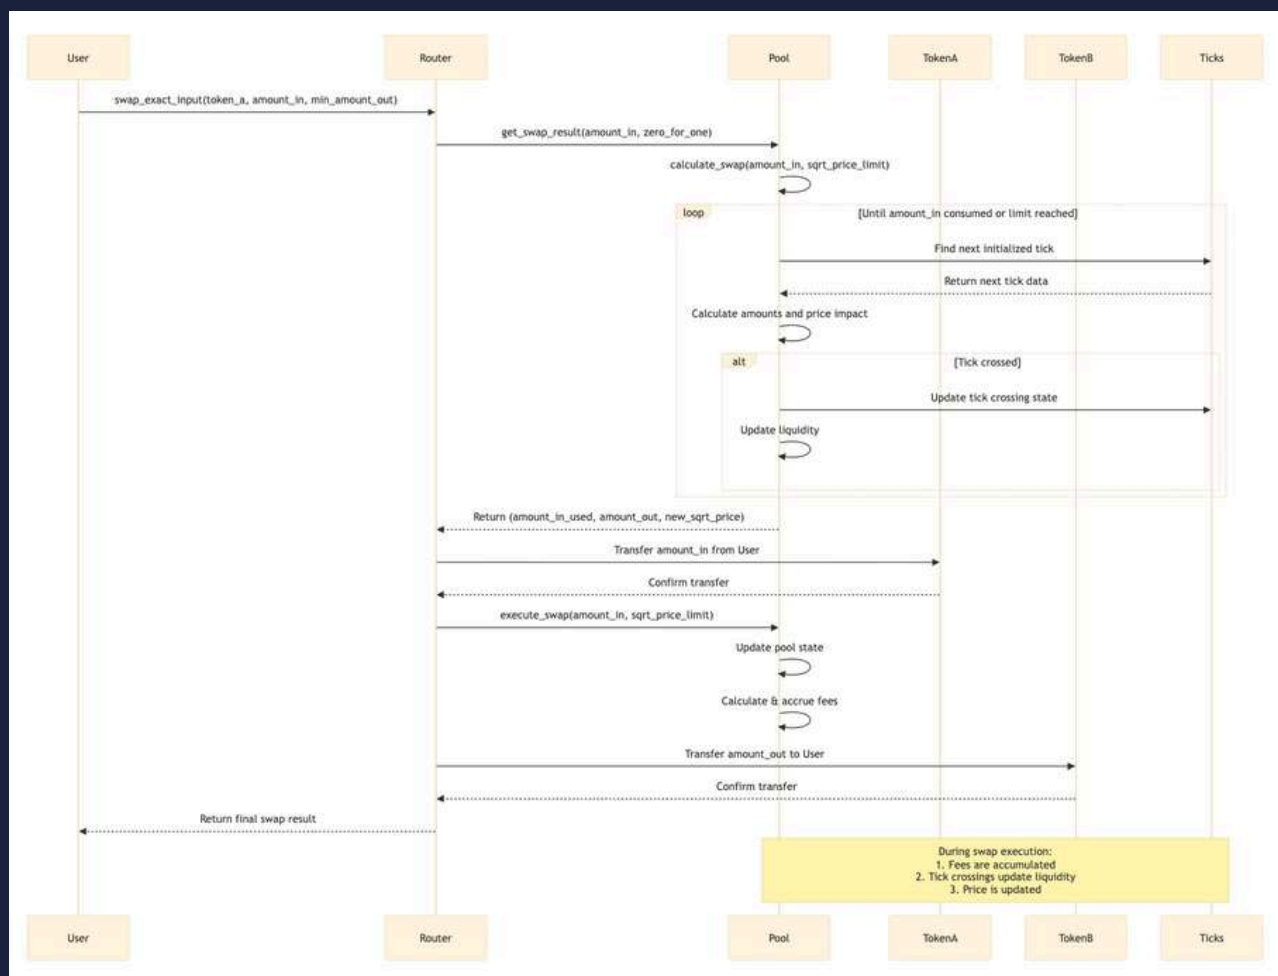 User Router Pool TokenA TokenB Ticks
swap_exact_input(token_a, amount_in, min_amount_out)
get_swap_result(amount_in, zero_for_one)
calculate_swap(amount_in, sqrt_price_limit)
loop [Until amount_in consumed or limit reached]
Find next initialized tick
Return next tick data
Calculate amounts and price impact
alt [Tick crossed]
Update tick crossing state
Update liquidity
Return (amount_in_used, amount_out, new_sqrt_price)
Transfer amount_in from User
Confirm transfer
execute_swap(amount_in, sqrt_price_limit)
Update pool state
Calculate & accrue fees
Transfer amount_out to User
Confirm transfer
Return final swap result
During swap execution:
1. Fees are accumulated
2. Tick crossings update liquidity
3. Price is updated
User Router Pool TokenA TokenB Ticks